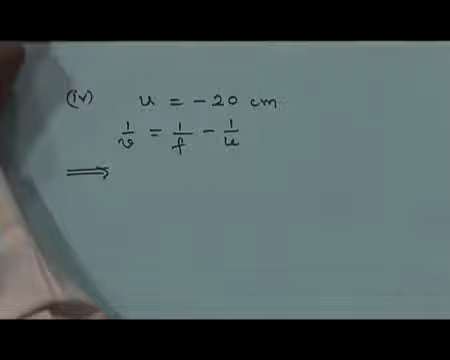 (iv) u = -20 cm
1/v = 1/f - 1/u
⟹